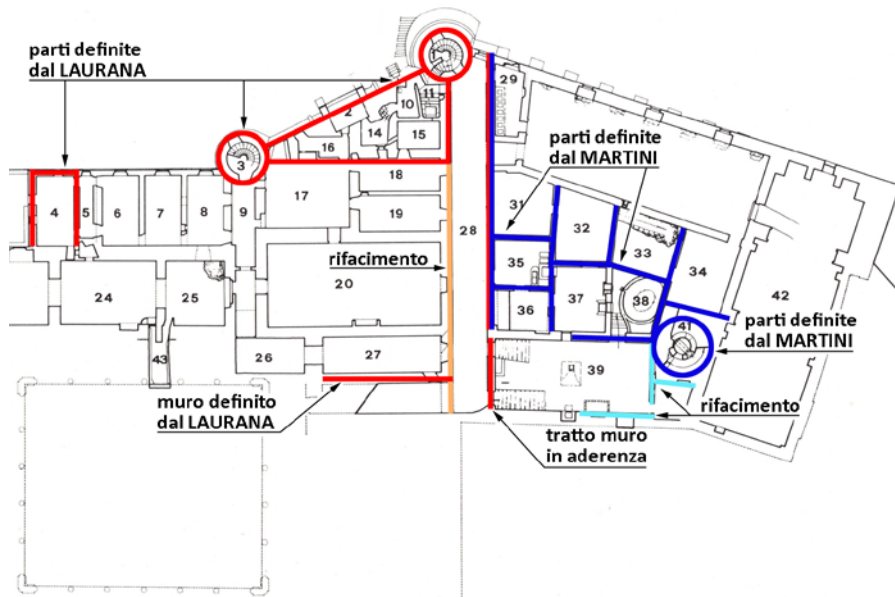 parti definite
dal LAURANA
29
11
10
2
14
15
16
parti definite
dal MARTINI
3
18
17
4
5
6
7
8
9
19
31
32
33
34
28
rifacimento
35
20
24
25
36
37
38
42
41
parti definite
dal MARTINI
43
26
27
39
muro definito
dal LAURANA
rifacimento
tratto muro
in aderenza